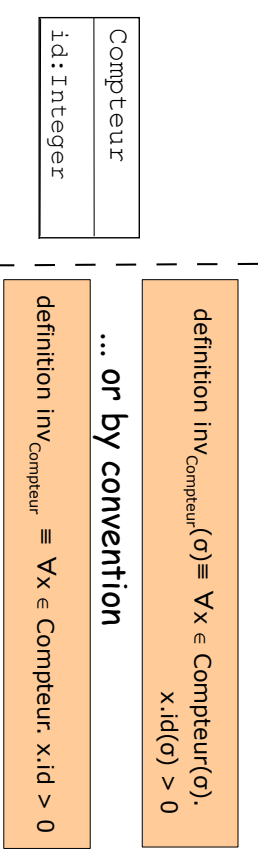 Compteur
id:Integer
definition inv_Compteur(σ)≡ ∀x ∈ Compteur(σ).
x.id(σ) > 0
... or by convention
definition inv_Compteur ≡ ∀x ∈ Compteur. x.id > 0